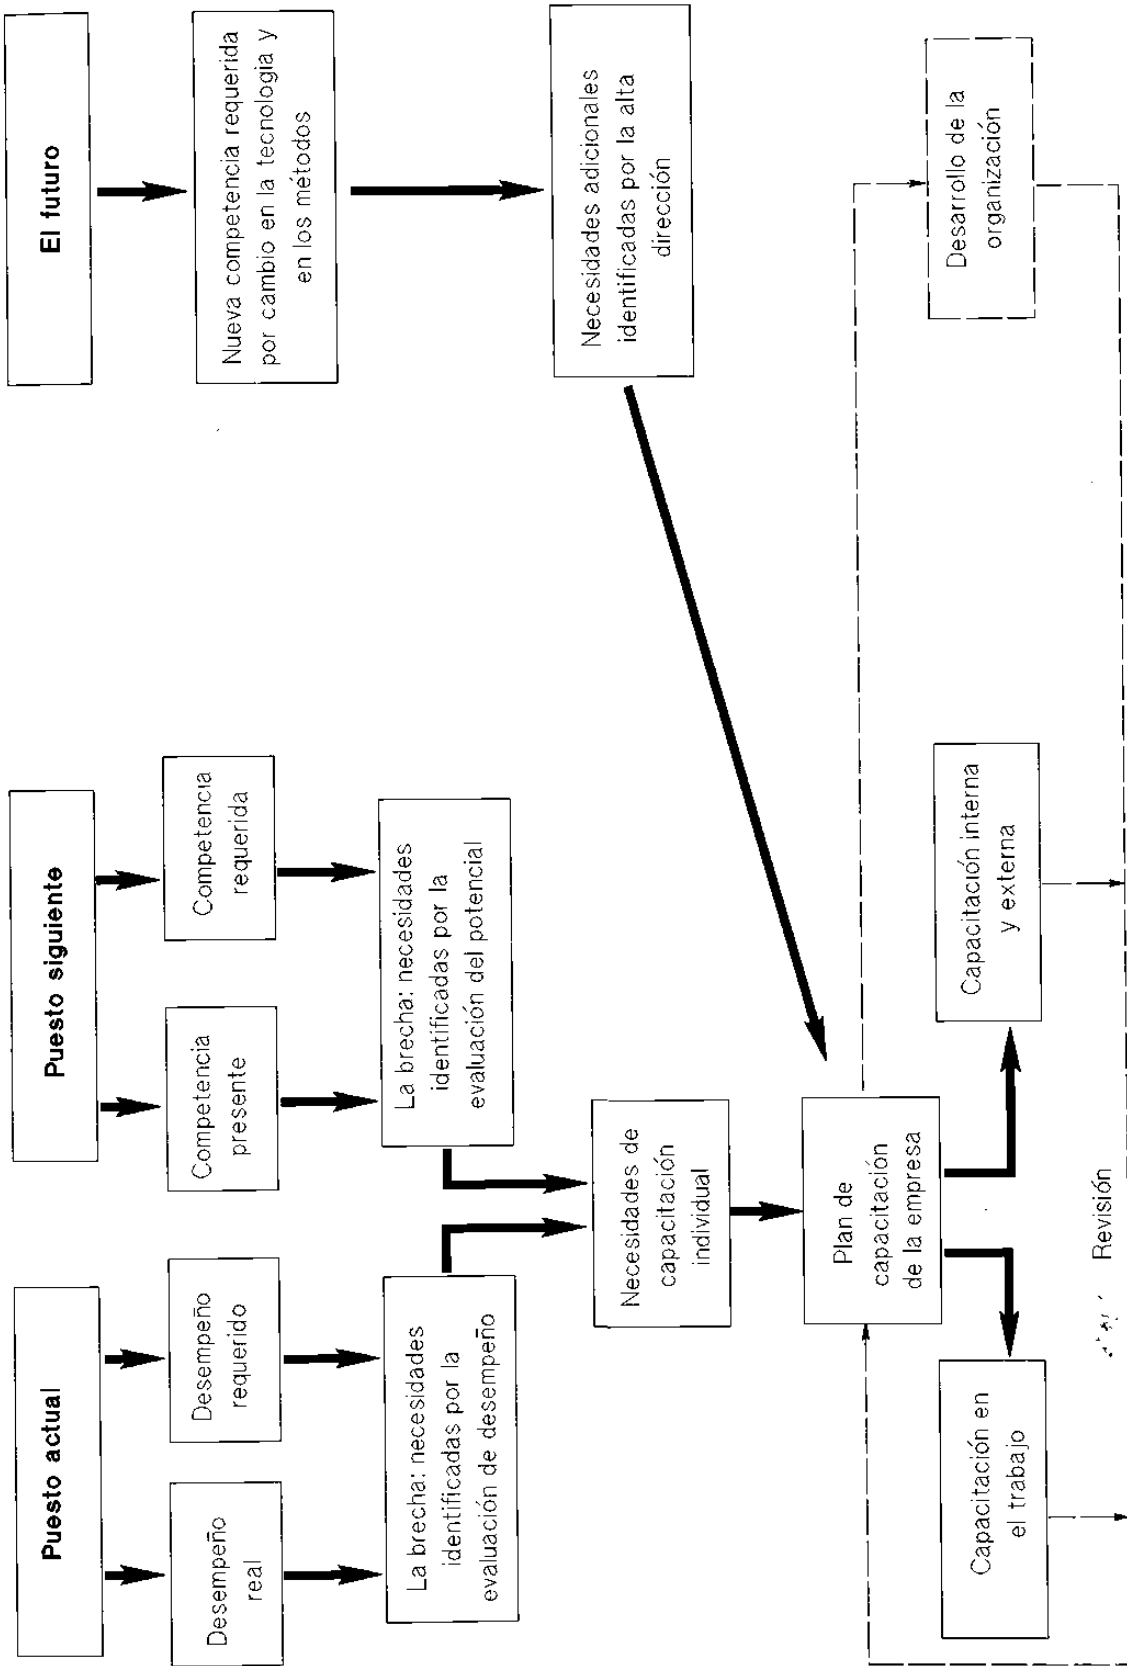 Puesto actual
Puesto siguiente
El futuro
Desempeño
real
Desempeño
requerido
Competencia
presente
Competencia
requerida
Nueva competencia requerida
por cambio en la tecnología y
en los métodos
La brecha: necesidades
identificadas por la
evaluación de desempeño
La brecha: necesidades
identificadas por la
evaluación del potencial
Necesidades adicionales
identificadas por la alta
dirección
Necesidades de
capacitación
individual
Plan de
capacitación
de la empresa
Capacitación en
el trabajo
Capacitación interna
y externa
Desarrollo de la
organización
Revisión